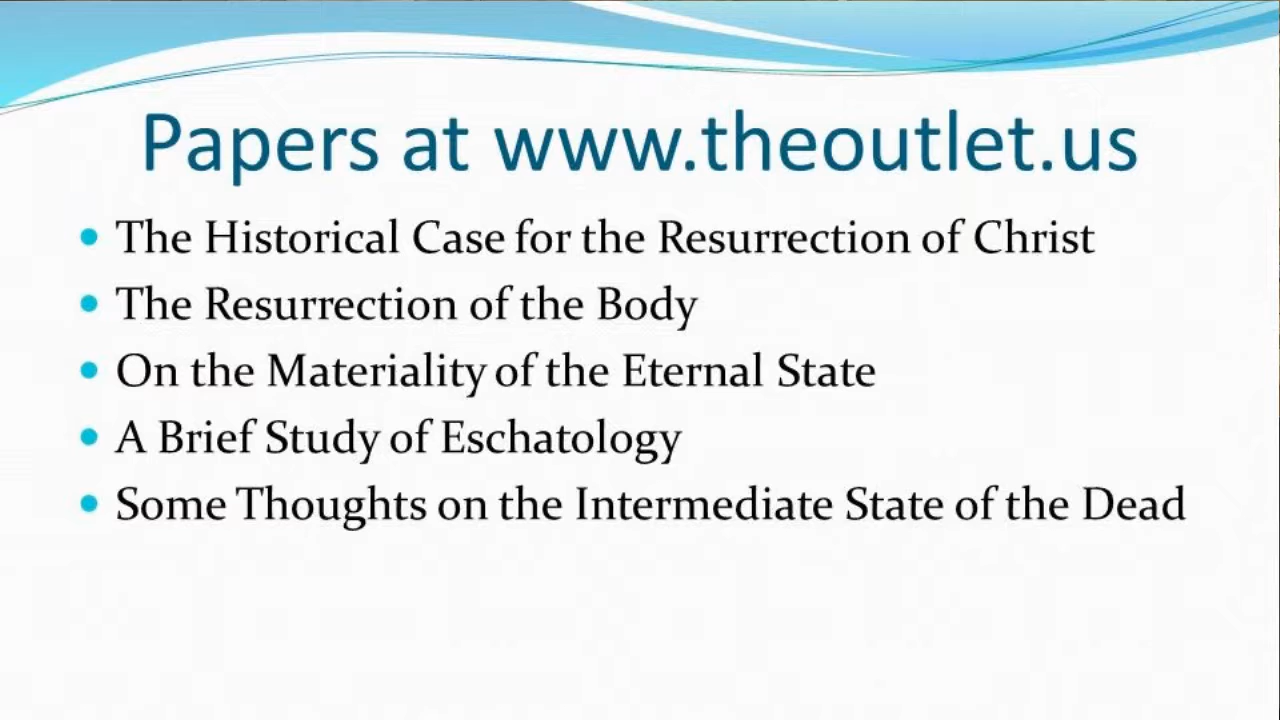 Papers at www.theoutlet.us
The Historical Case for the Resurrection of Christ
The Resurrection of the Body
On the Materiality of the Eternal State
A Brief Study of Eschatology
Some Thoughts on the Intermediate State of the Dead